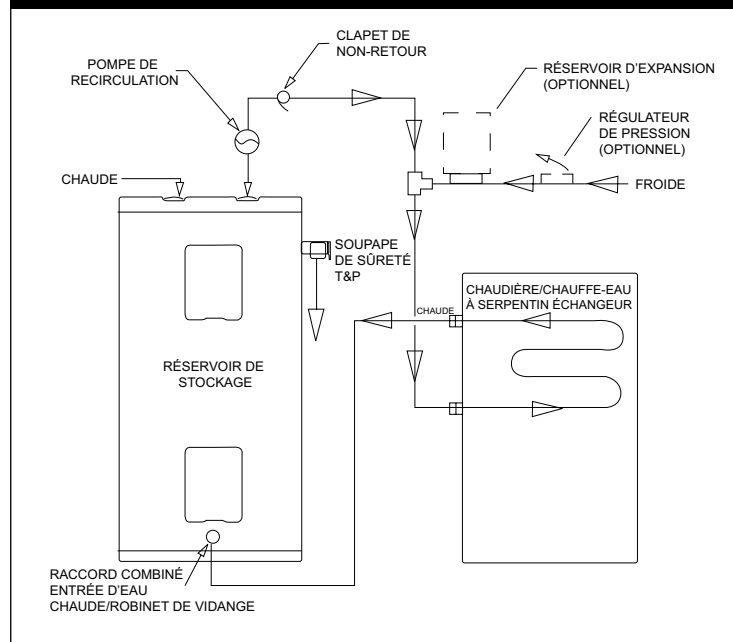 CLAPET DE
NON-RETOUR
POMPE DE
RECIRCULATION
RÉSERVOIR D'EXPANSION
(OPTIONNEL)
RÉGULATEUR
DE PRESSION
(OPTIONNEL)
CHAUDE
FROIDE
SOUPAPE
DE SÛRETÉ
T&P
CHAUDIÈRE/CHAUFFE-EAU
À SERPENTIN ÉCHANGEUR
CHAUDE
RÉSERVOIR DE
STOCKAGE
RACCORD COMBINÉ
ENTRÉE D'EAU
CHAUDE/ROBINET DE VIDANGE